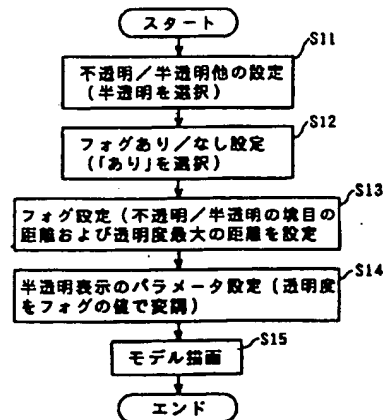 スタート
S11
不透明/半透明他の設定
(半透明を選択)
S12
フォグあり/なし設定
(「あり」を選択)
S13
フォグ設定(不透明/半透明の境目の
距離および透明度最大の距離を設定
S14
半透明表示のパラメータ設定(透明度
をフォグの値で変調)
S15
モデル描画
エンド